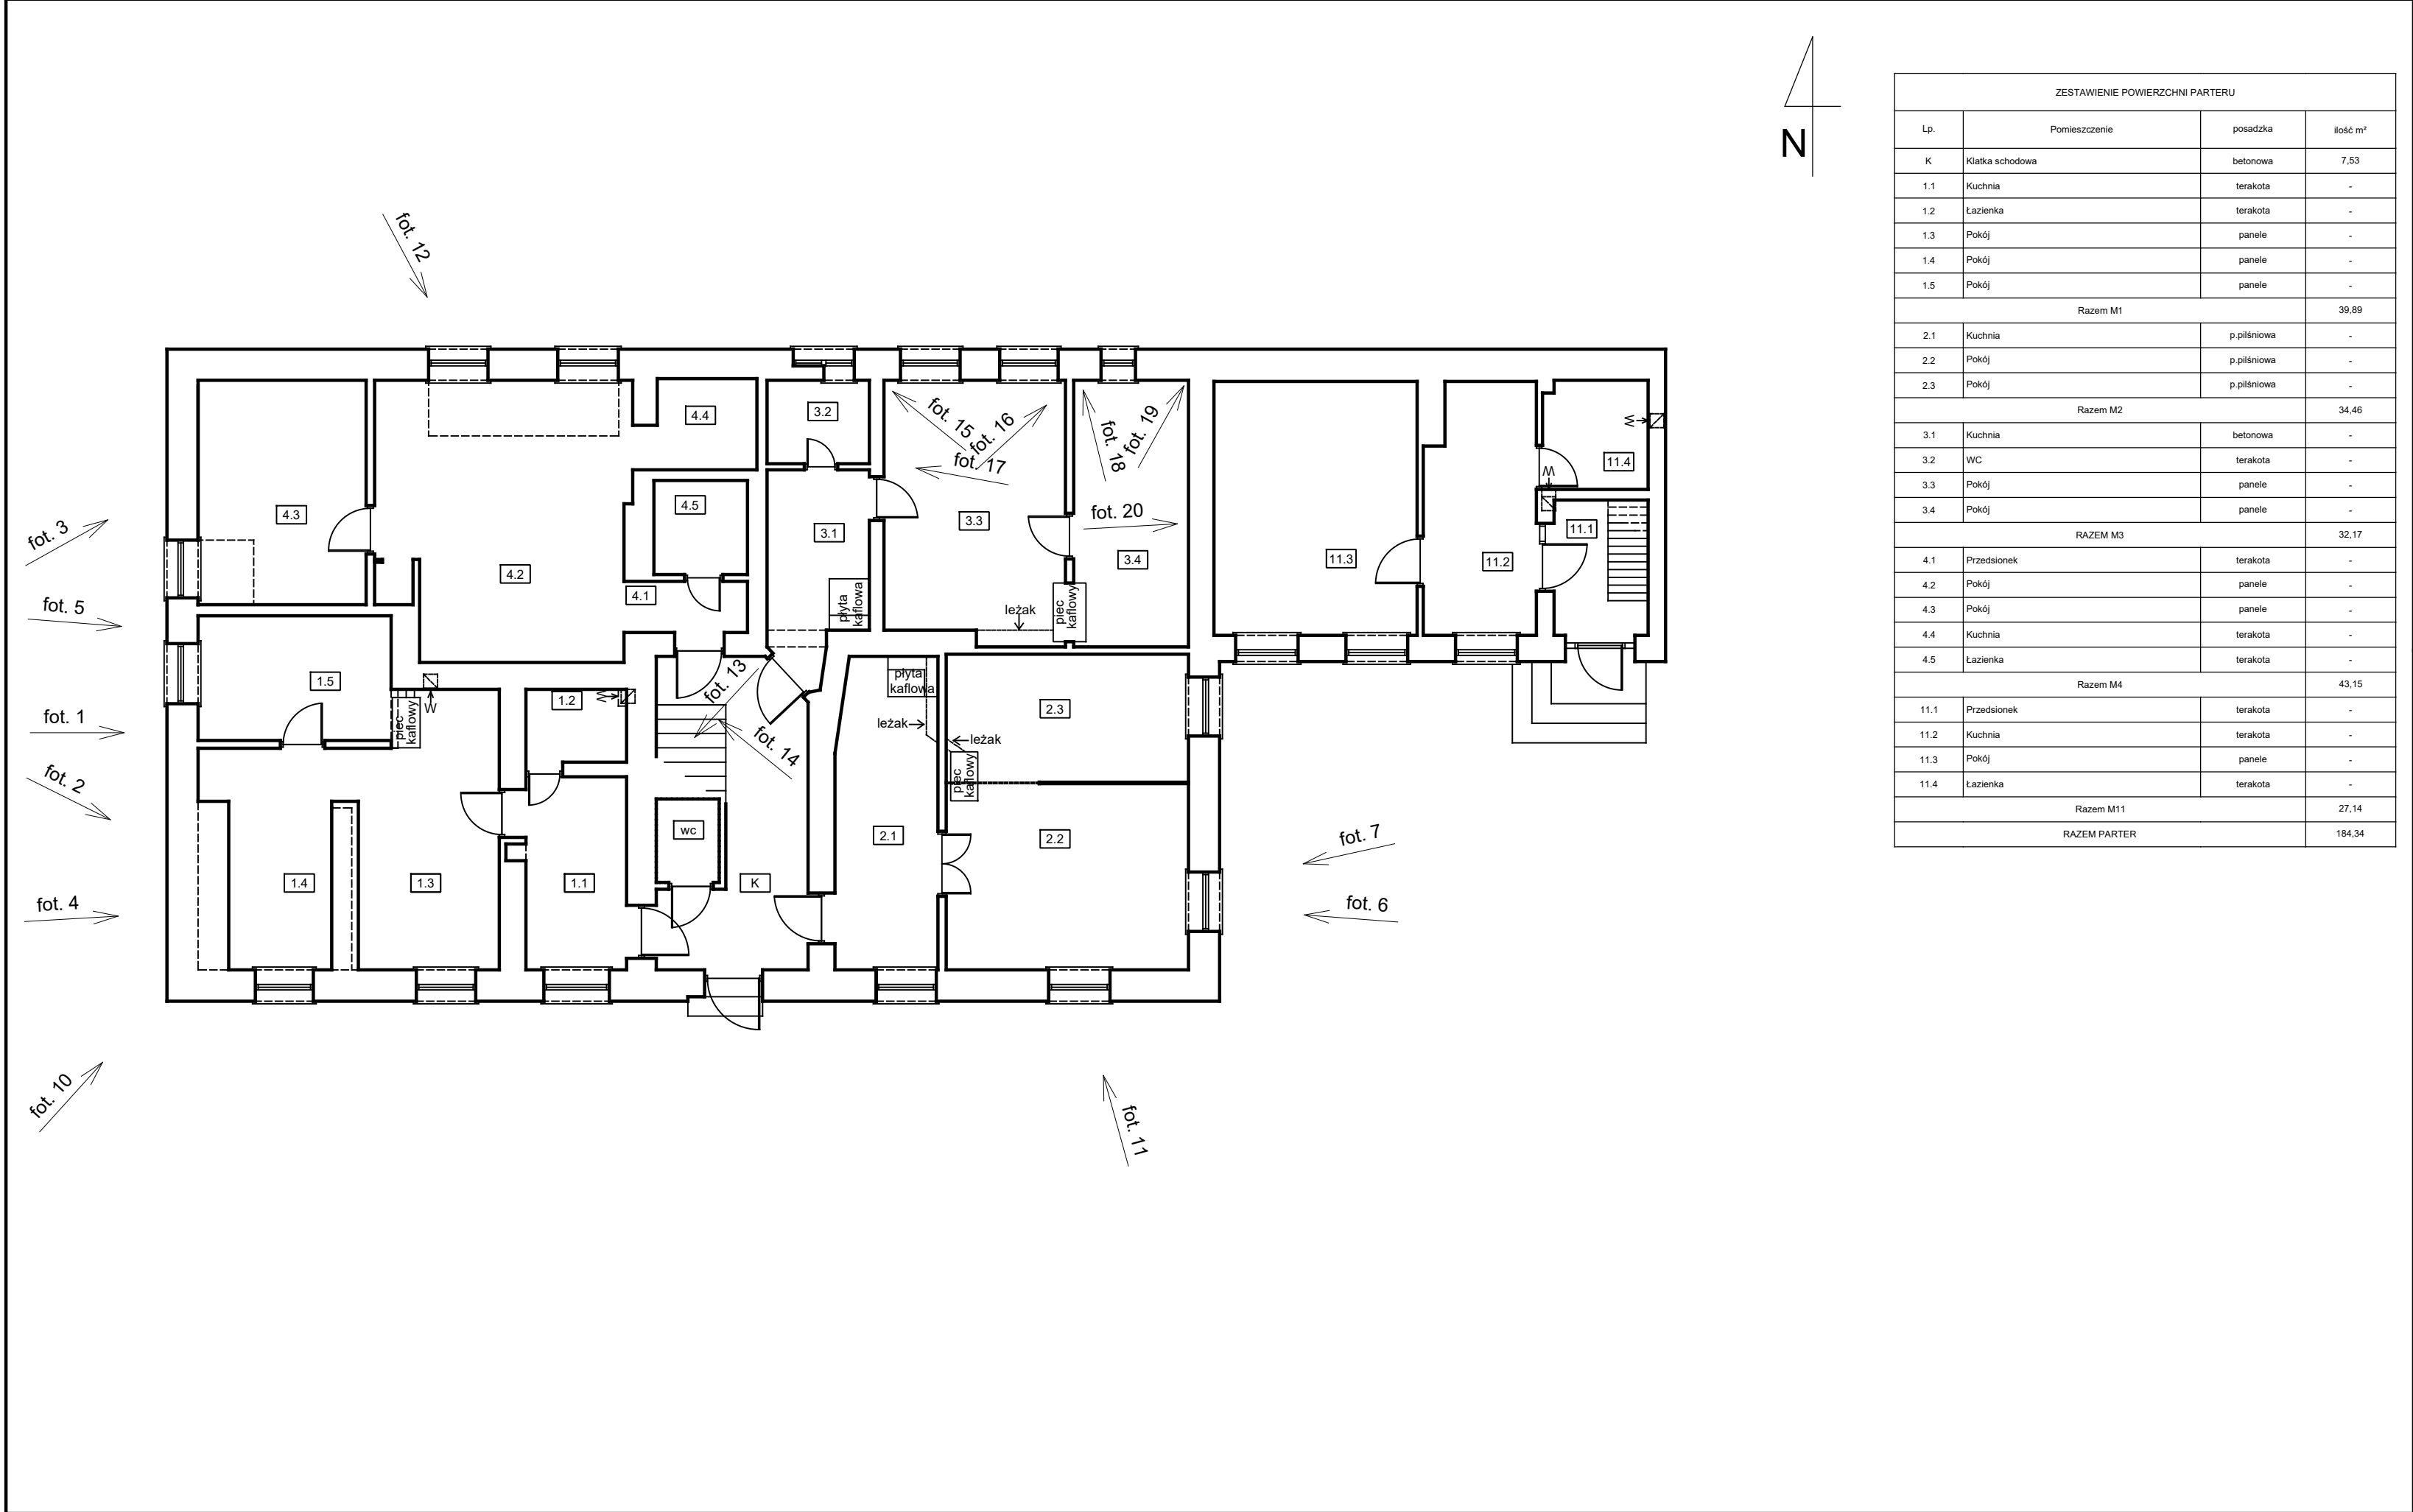 N
ZESTAWIENIE POWIERZCHNI PARTERU
Lp. Pomieszczenie posadzka ilość m²
K Klatka schodowa betonowa 7,53
1.1 Kuchnia terakota -
1.2 Łazienka terakota -
1.3 Pokój panele -
1.4 Pokój panele -
1.5 Pokój panele -
Razem M1 39,89
2.1 Kuchnia p.pilśniowa -
2.2 Pokój p.pilśniowa -
2.3 Pokój p.pilśniowa -
Razem M2 34,46
3.1 Kuchnia betonowa -
3.2 WC terakota -
3.3 Pokój panele -
3.4 Pokój panele -
RAZEM M3 32,17
4.1 Przedsionek terakota -
4.2 Pokój panele -
4.3 Pokój panele -
4.4 Kuchnia terakota -
4.5 Łazienka terakota -
Razem M4 43,15
11.1 Przedsionek terakota -
11.2 Kuchnia terakota -
11.3 Pokój panele -
11.4 Łazienka terakota -
Razem M11 27,14
RAZEM PARTER 184,34
fot. 12
fot. 3
fot. 5
fot. 1
fot. 2
fot. 4
fot. 10
fot. 11
fot. 7
fot. 6
fot. 15
fot. 16
fot. 17
fot. 18
fot. 19
fot. 20
fot. 13
fot. 14
4.4
3.2
4.3
4.5
3.1
3.3
3.4
4.2
4.1
11.4
11.1
11.2
11.3
W
W
płyta
kaflowa
leżak
piec
kaflowy
1.5
piec
kaflowy
W
1.2
W
płyta
kaflowa
leżak
leżak
piec
kaflowy
2.3
2.2
2.1
wc
K
1.4
1.3
1.1